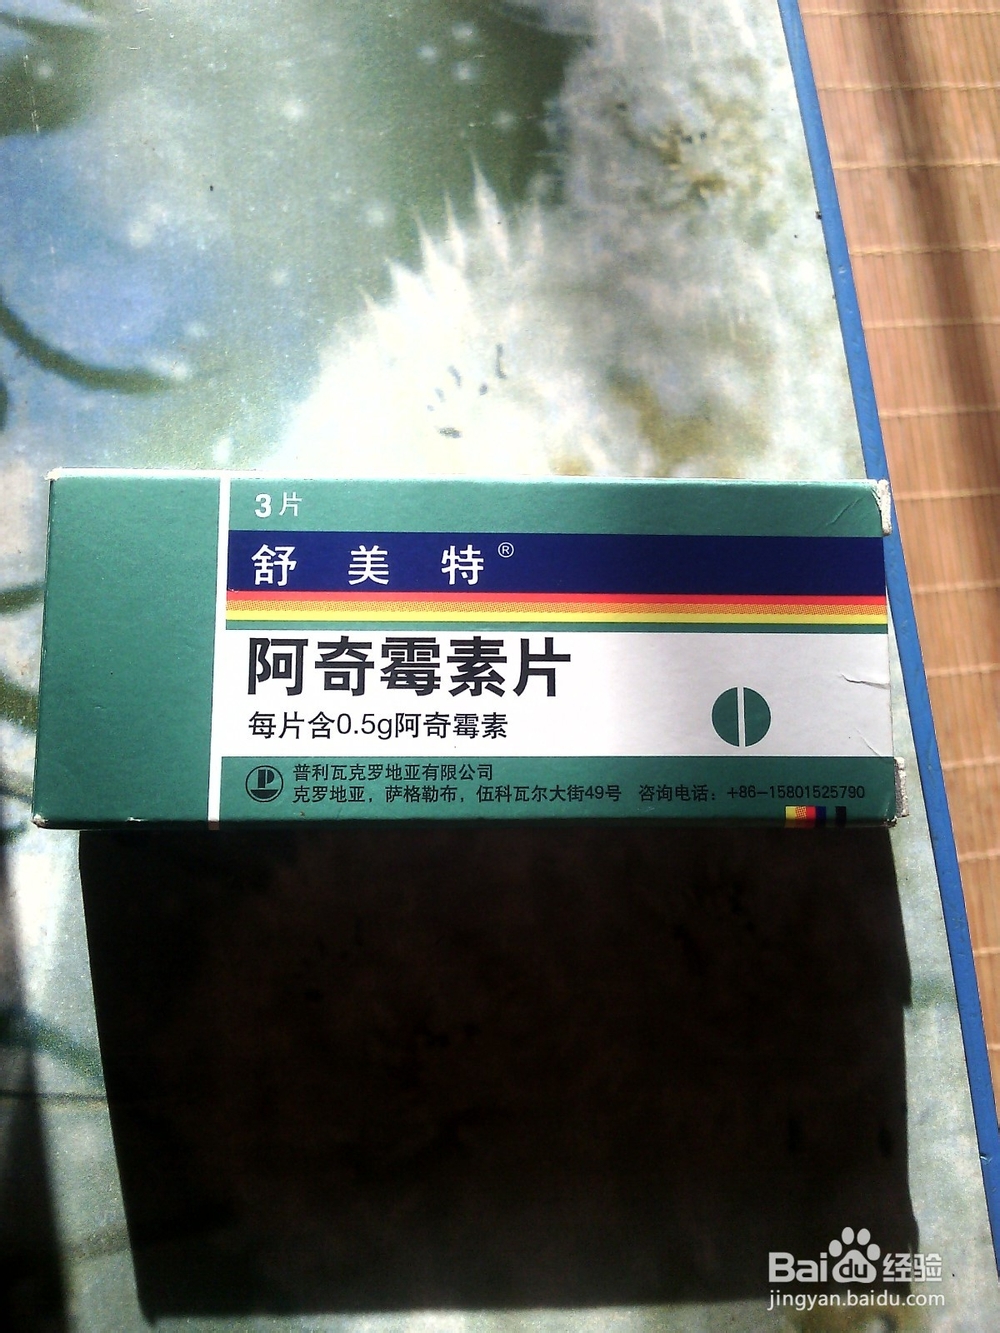 3片
舒美特®
阿奇霉素片
每片含0.5g阿奇霉素
普利瓦克罗地亚有限公司
克罗地亚，萨格勒布，伍科瓦尔大街49号 咨询电话：+86-15801525790
Bai du 经验
jingyan.baidu.com